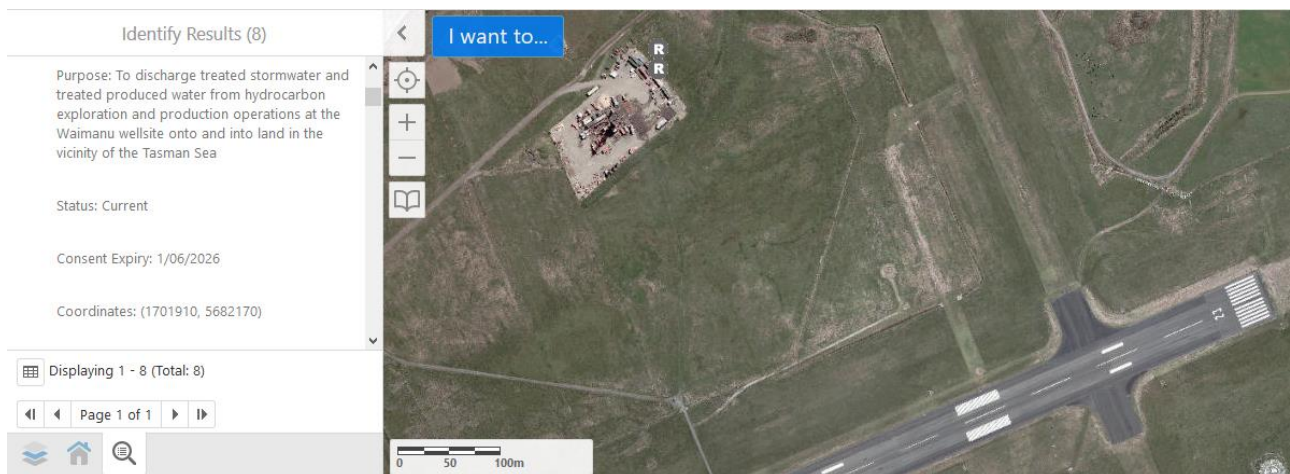 Identify Results (8)
Purpose: To discharge treated stormwater and
treated produced water from hydrocarbon
exploration and production operations at the
Waimanu wellsite onto and into land in the
vicinity of the Tasman Sea
Status: Current
Consent Expiry: 1/06/2026
Coordinates: (1701910, 5682170)
Displaying 1 - 8 (Total: 8)
Page 1 of 1
I want to...
R
R
23
0 50 100m